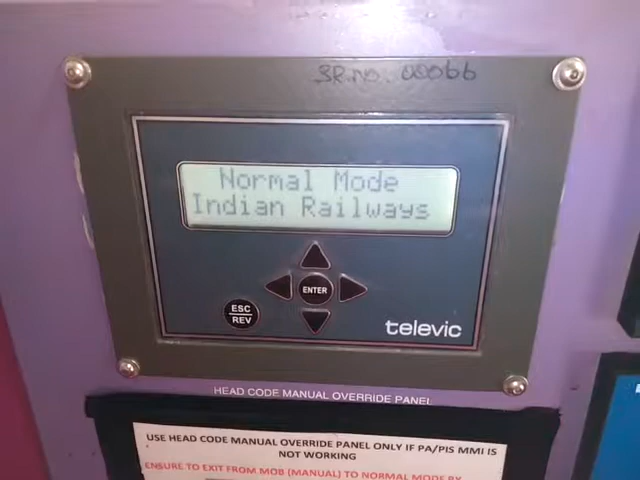 SR.NO. 00066
Normal Mode
Indian Railways
ENTER
ESC
REV
televic
HEAD CODE MANUAL OVERRIDE PANEL
USE HEAD CODE MANUAL OVERRIDE PANEL ONLY IF PA/PIS MMI IS
NOT WORKING
ENSURE TO EXIT FROM MOB (MANUAL) TO NORMAL MODE BY